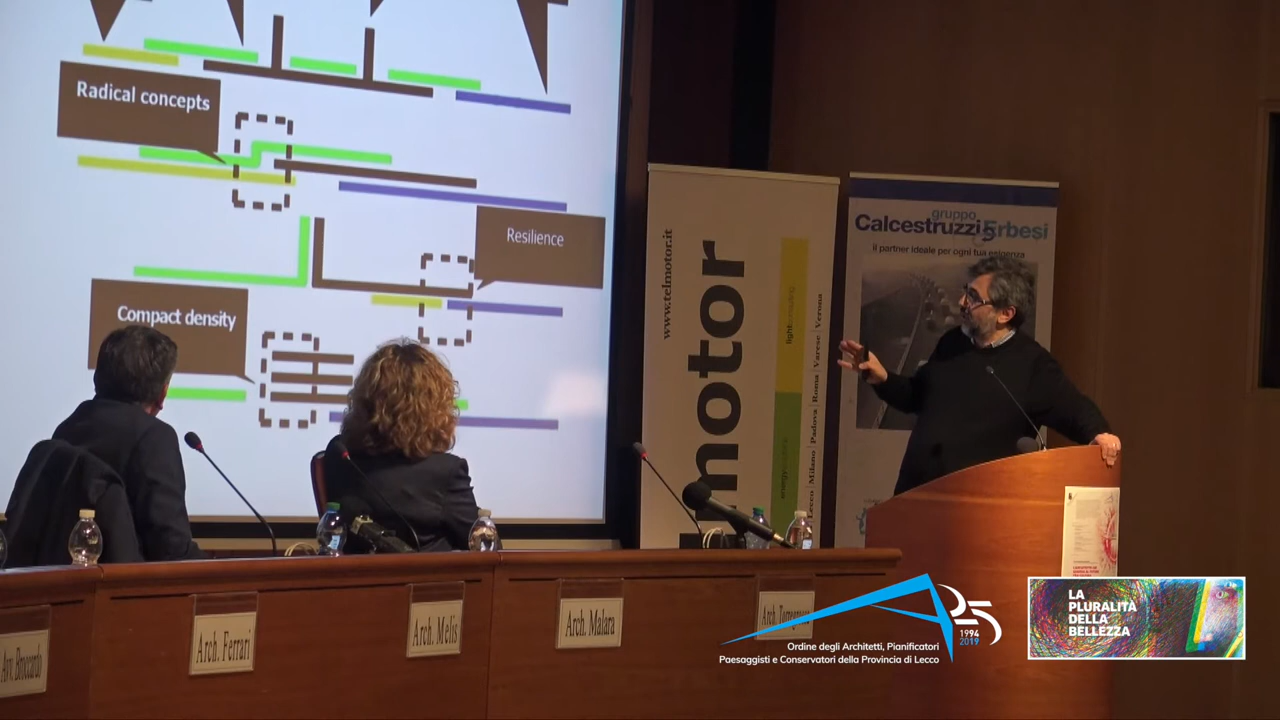 Radical concepts
Resilience
Compact density
www.telmotor.it
motor
lightconsulting
Lecco | Milano | Padova | Roma | Varese | Verona
gruppo
Calcestruzzi Erbesi
Il partner ideale per ogni tua esigenza
Arch. Ferrari
Arch. Melis
Arch. Malara
1994
2019
Ordine degli Architetti, Pianificatori
Paesaggisti e Conservatori della Provincia di Lecco
LA
PLURALITÀ
DELLA
BELLEZZA